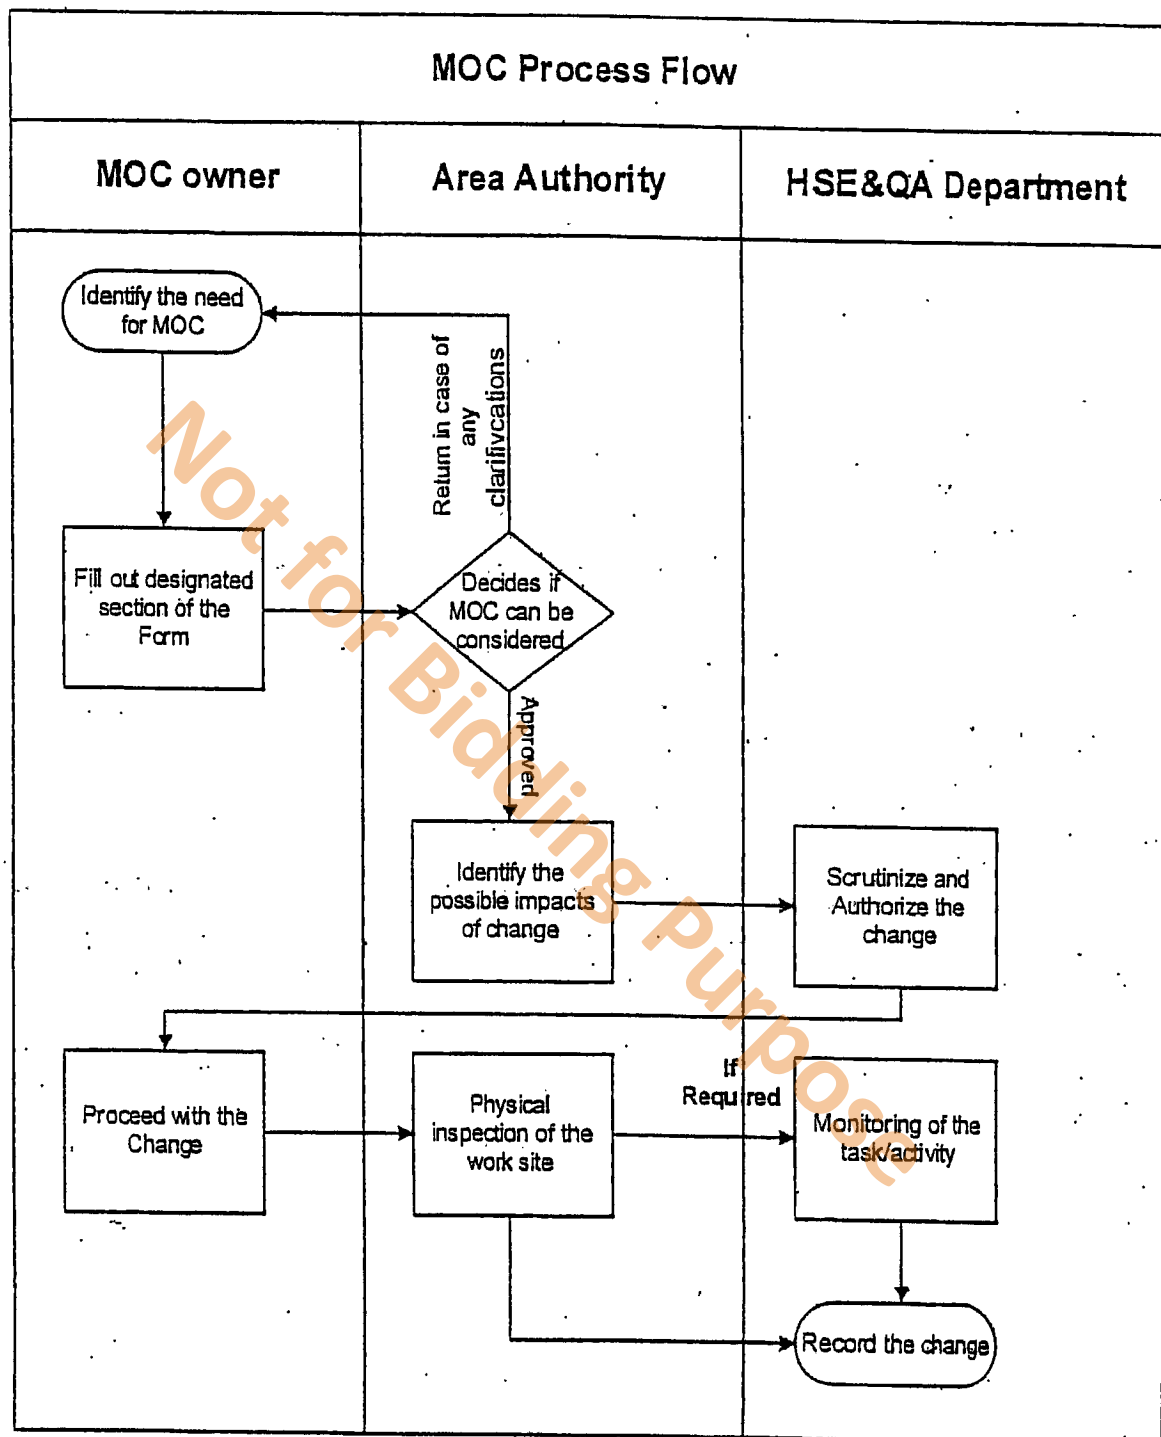 MOC Process Flow
MOC owner
Area Authority
HSE&QA Department
Identify the need
for MOC
Return in case of
any
clarifivcations
Fill out designated
section of the
Form
Decides if
MOC can be
considered
Approved
Identify the
possible impacts
of change
Scrutinize and
Authorize the
change
Proceed with the
Change
Physical
inspection of the
work site
If
Required
Monitoring of the
task/activity
Record the change
Not for Bidding Purpose